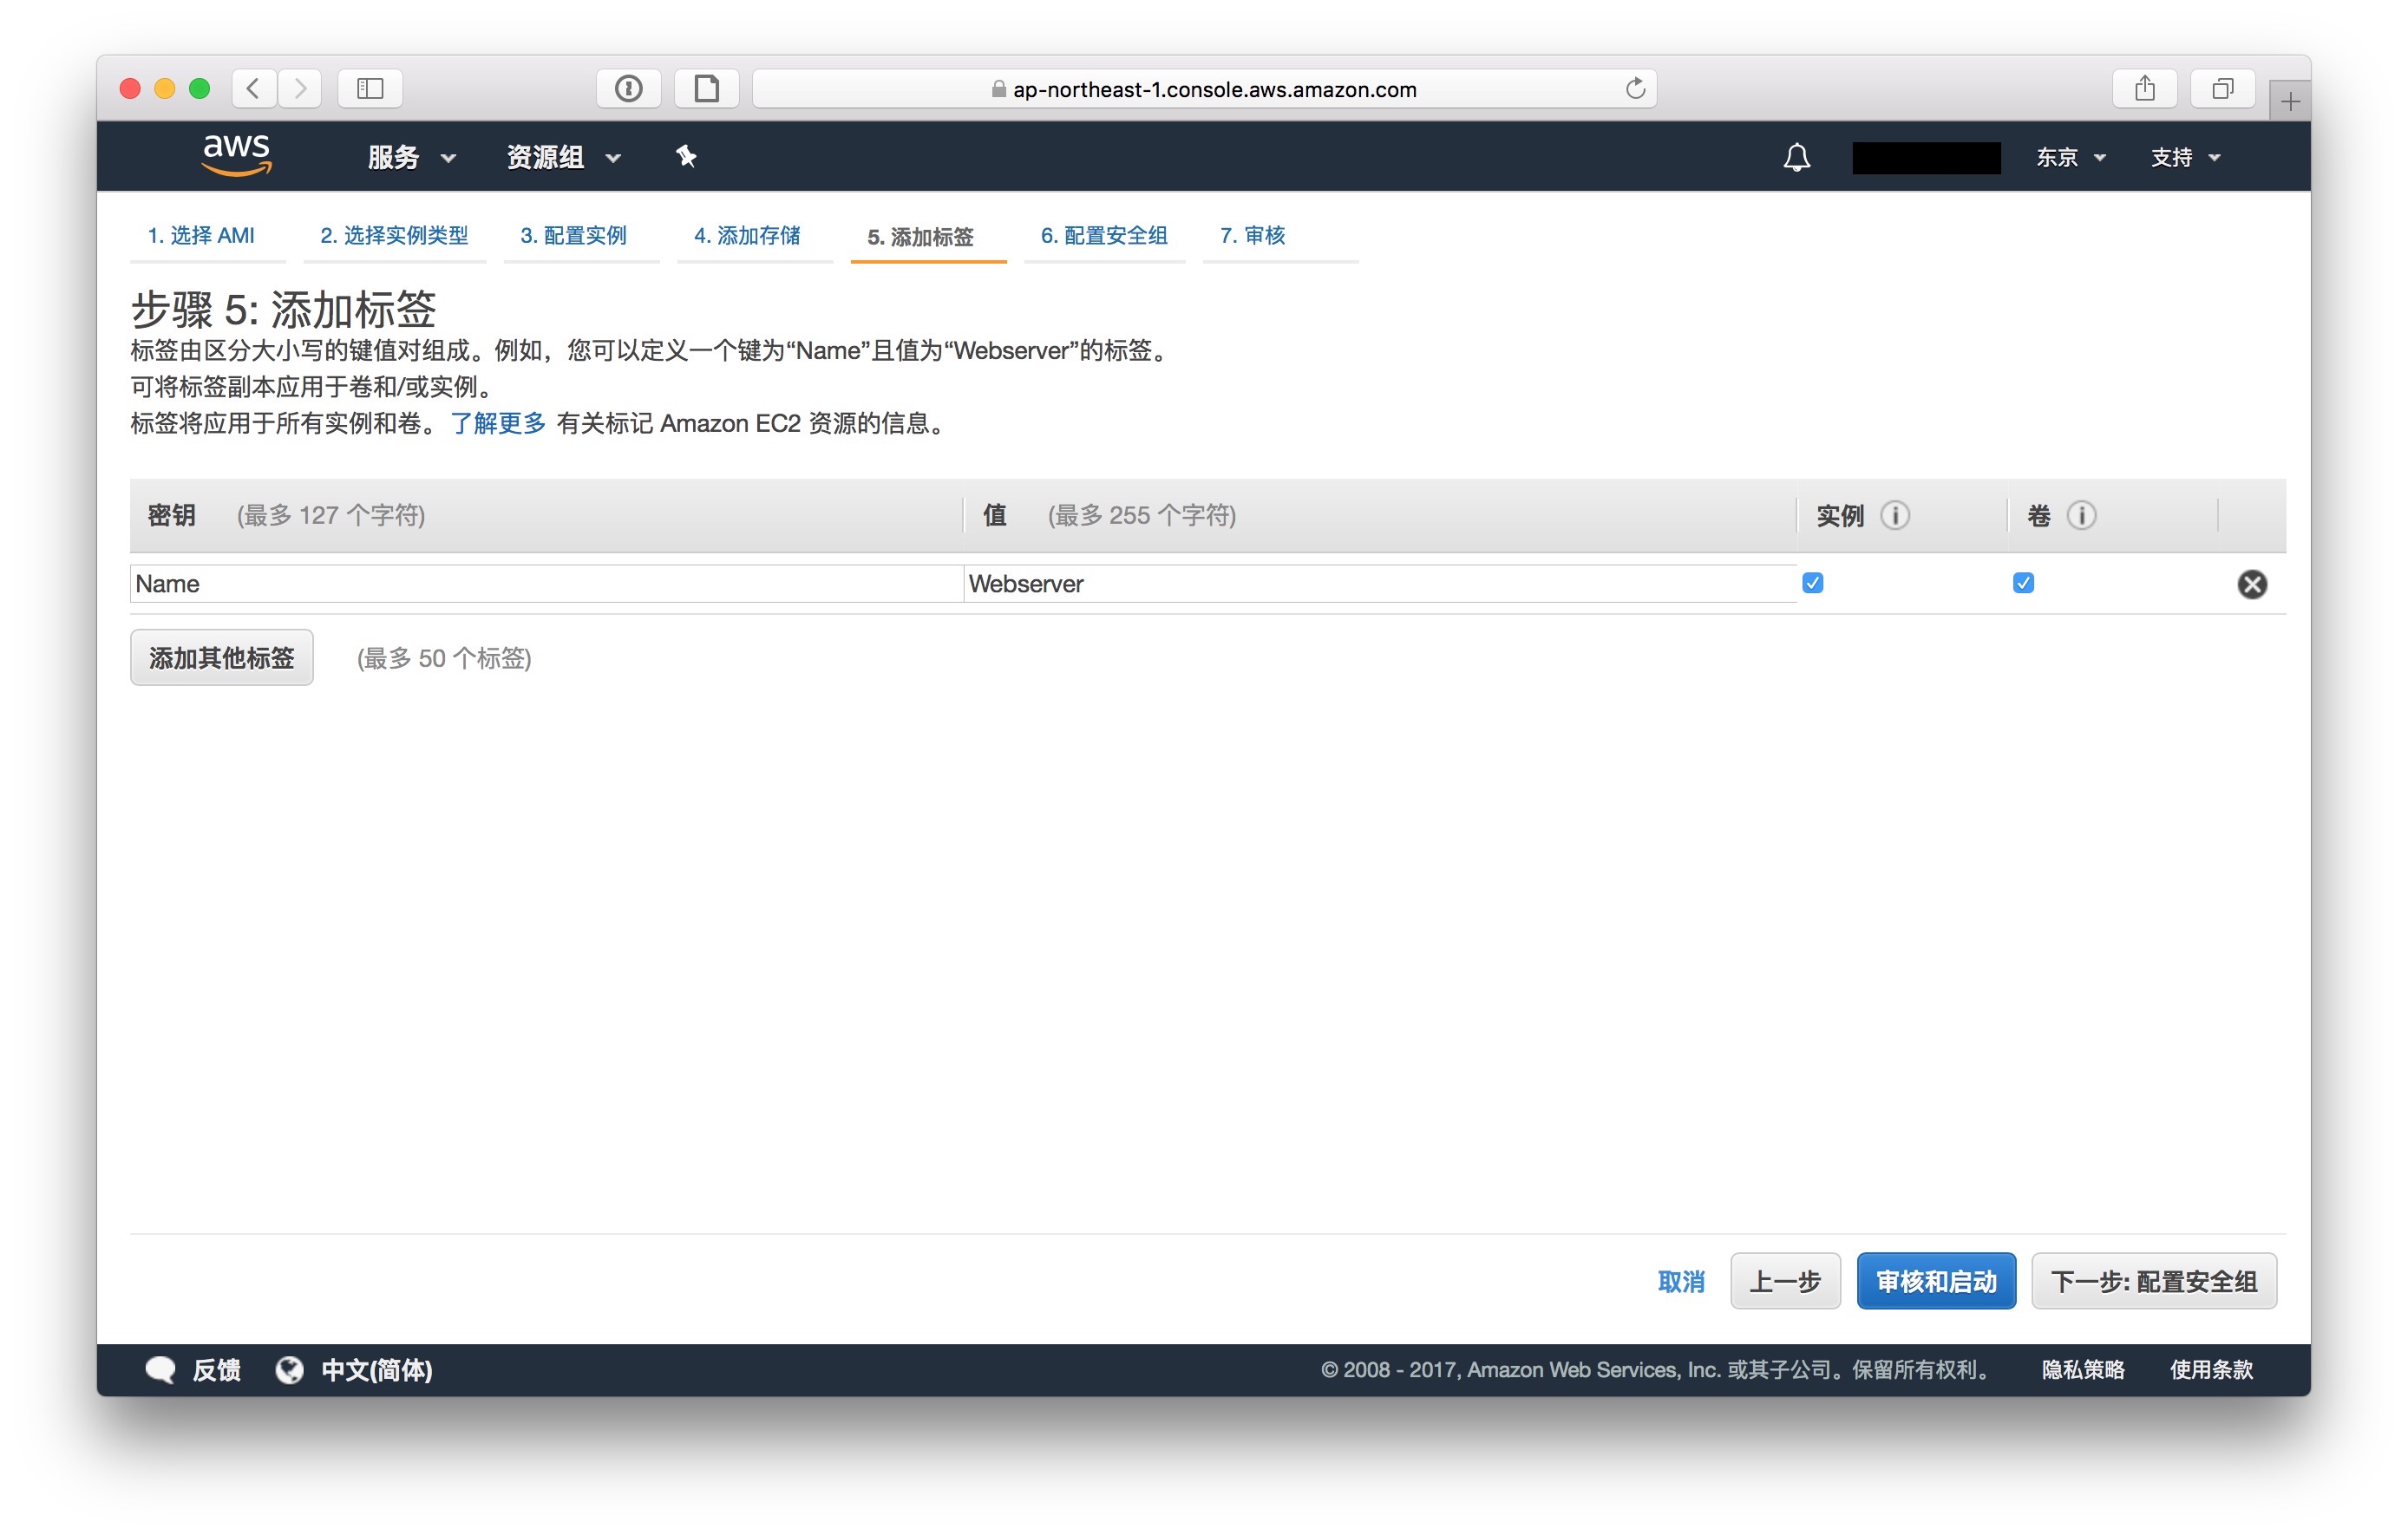 ap-northeast-1.console.aws.amazon.com
aws 服务 资源组 东京 支持
1. 选择 AMI 2. 选择实例类型 3. 配置实例 4. 添加存储 5. 添加标签 6. 配置安全组 7. 审核
步骤 5: 添加标签
标签由区分大小写的键值对组成。例如，您可以定义一个键为“Name”且值为“Webserver”的标签。
可将标签副本应用于卷和/或实例。
标签将应用于所有实例和卷。 了解更多 有关标记 Amazon EC2 资源的信息。
密钥 (最多 127 个字符) 值 (最多 255 个字符) 实例 卷
Name Webserver
添加其他标签 (最多 50 个标签)
取消 上一步 审核和启动 下一步: 配置安全组
反馈 中文(简体) © 2008 - 2017, Amazon Web Services, Inc. 或其子公司。保留所有权利。 隐私策略 使用条款